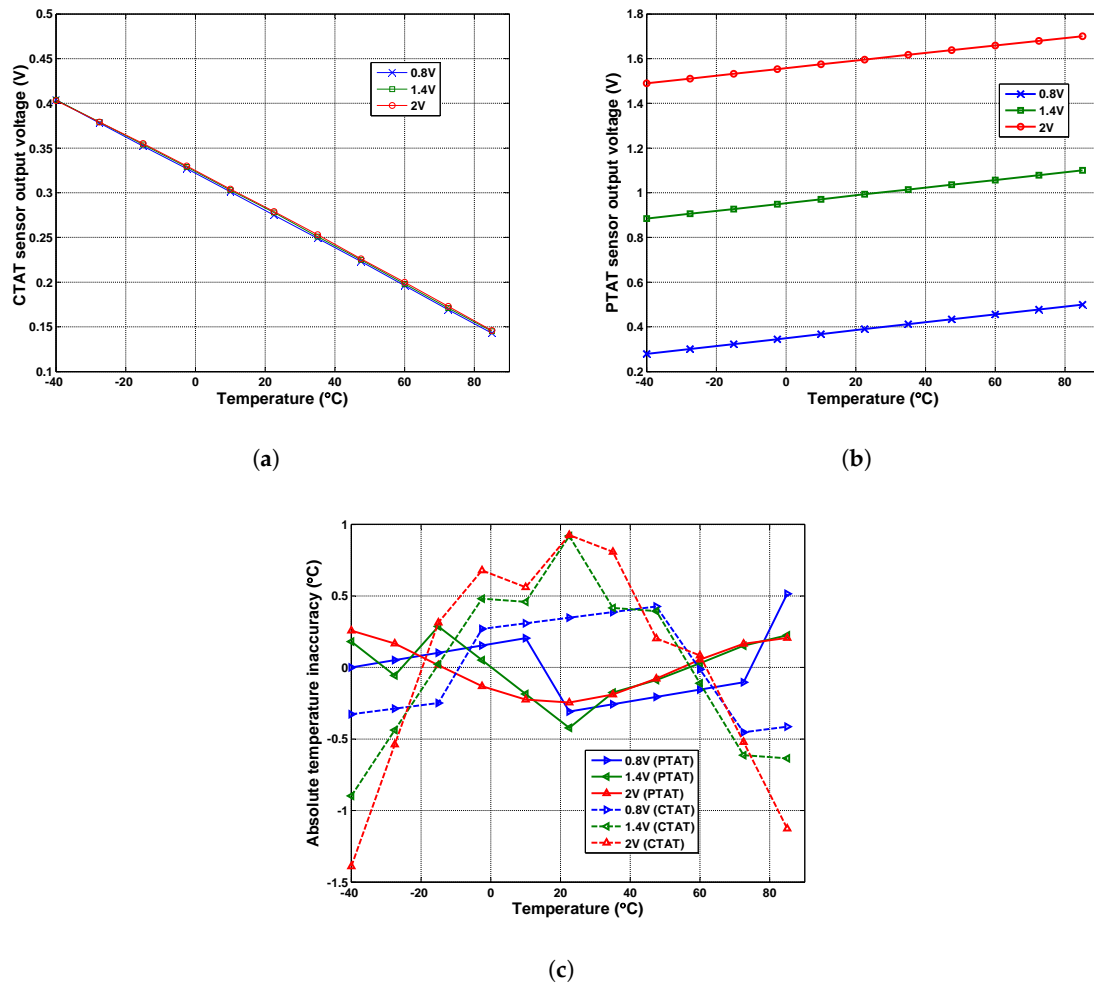 0.5
0.45
0.4
0.35
0.3
0.25
0.2
0.15
0.1
-40
-20
0
20
40
60
80
CTAT sensor output voltage (V)
Temperature (ºC)
0.8V
1.4V
2V
(a)
1.8
1.6
1.4
1.2
1
0.8
0.6
0.4
0.2
-40
-20
0
20
40
60
80
PTAT sensor output voltage (V)
Temperature (ºC)
0.8V
1.4V
2V
(b)
1
0.5
0
-0.5
-1
-1.5
-40
-20
0
20
40
60
80
Absolute temperature inaccuracy (ºC)
Temperature (ºC)
0.8V (PTAT)
1.4V (PTAT)
2V (PTAT)
0.8V (CTAT)
1.4V (CTAT)
2V (CTAT)
(c)